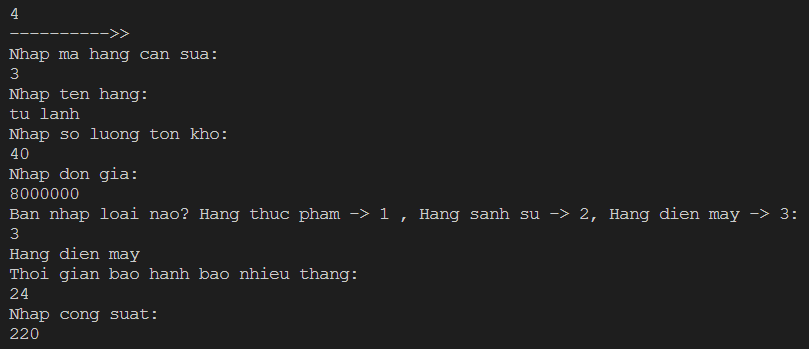 4
---------->>
Nhap ma hang can sua:
3
Nhap ten hang:
tu lanh
Nhap so luong ton kho:
40
Nhap don gia:
8000000
Ban nhap loai nao? Hang thuc pham -> 1 , Hang sanh su -> 2, Hang dien may -> 3:
3
Hang dien may
Thoi gian bao hanh bao nhieu thang:
24
Nhap cong suat:
220